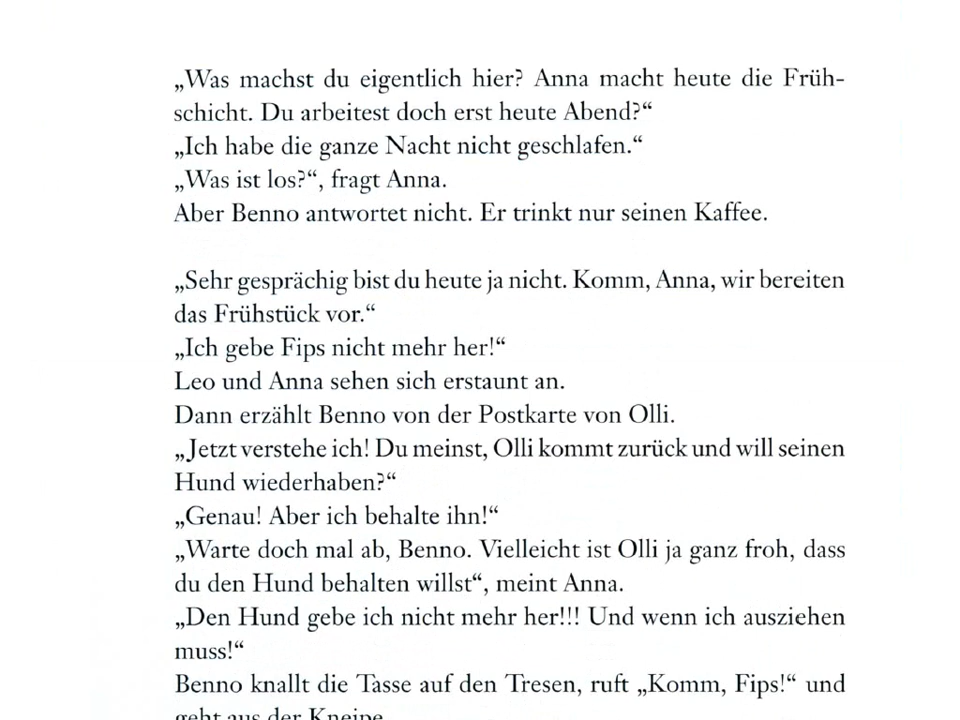 „Was machst du eigentlich hier? Anna macht heute die Früh-
schicht. Du arbeitest doch erst heute Abend?“
„Ich habe die ganze Nacht nicht geschlafen.“
„Was ist los?“, fragt Anna.
Aber Benno antwortet nicht. Er trinkt nur seinen Kaffee.
„Sehr gesprächig bist du heute ja nicht. Komm, Anna, wir bereiten
das Frühstück vor.“
„Ich gebe Fips nicht mehr her!“
Leo und Anna sehen sich erstaunt an.
Dann erzählt Benno von der Postkarte von Olli.
„Jetzt verstehe ich! Du meinst, Olli kommt zurück und will seinen
Hund wiederhaben?“
„Genau! Aber ich behalte ihn!“
„Warte doch mal ab, Benno. Vielleicht ist Olli ja ganz froh, dass
du den Hund behalten willst“, meint Anna.
„Den Hund gebe ich nicht mehr her!!! Und wenn ich ausziehen
muss!“
Benno knallt die Tasse auf den Tresen, ruft „Komm, Fips!“ und
geht aus der Kneipe.